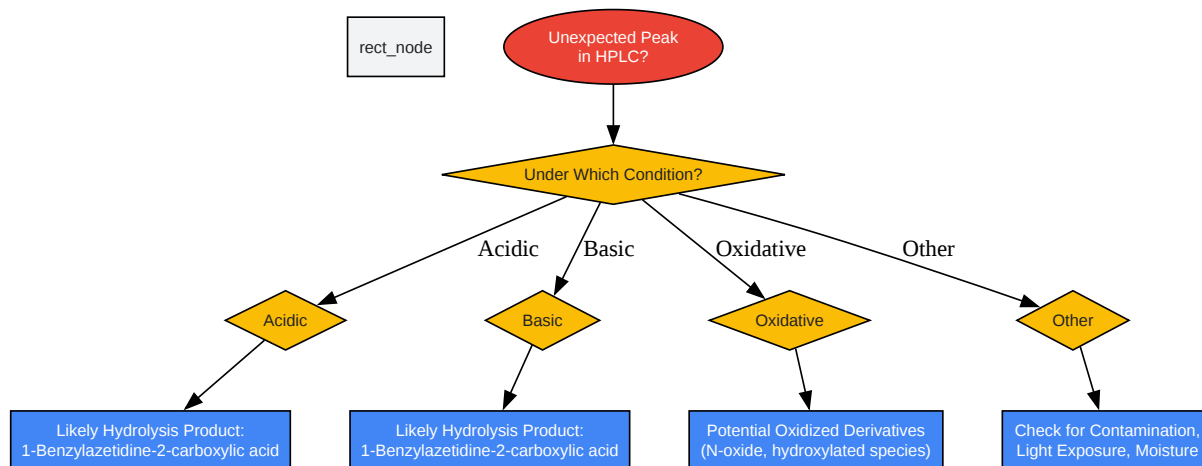 rect_node
Unexpected Peak
in HPLC?
Under Which Condition?
Acidic
Basic
Oxidative
Other
Acidic
Basic
Oxidative
Other
Likely Hydrolysis Product:
1-Benzylazetidine-2-carboxylic acid
Likely Hydrolysis Product:
1-Benzylazetidine-2-carboxylic acid
Potential Oxidized Derivatives
(N-oxide, hydroxylated species)
Check for Contamination,
Light Exposure, Moisture